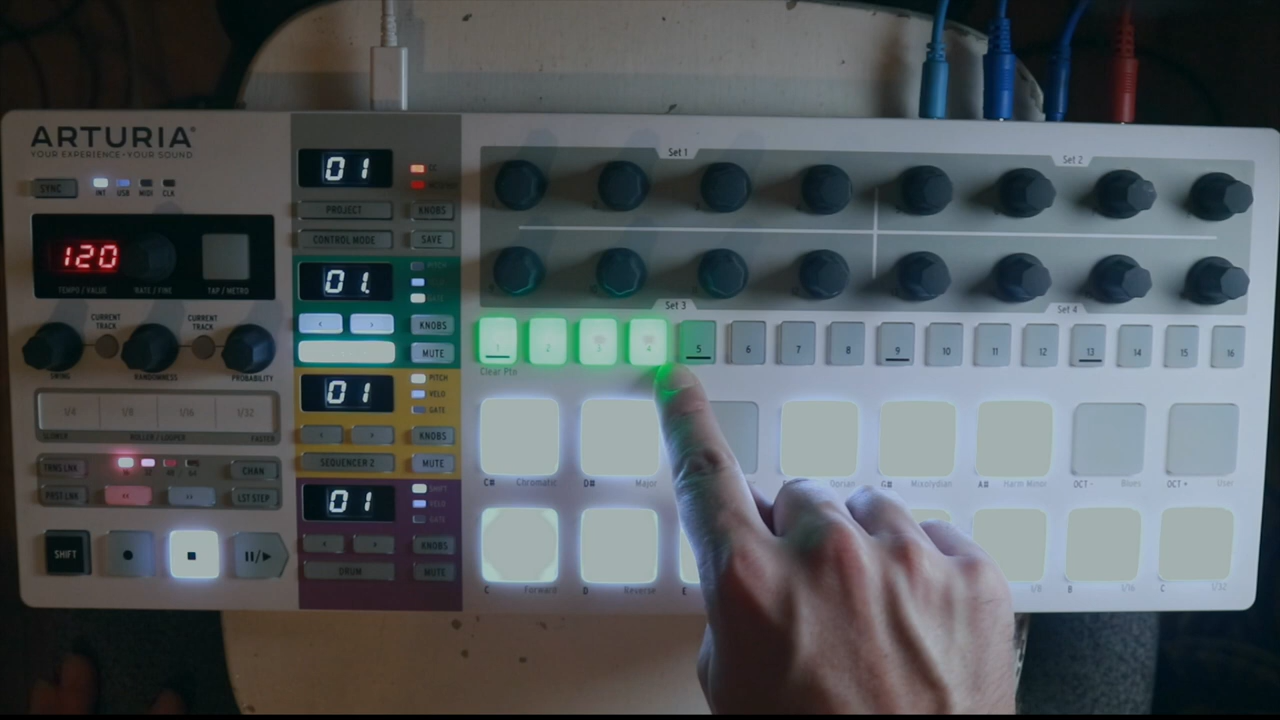 ARTURIA
YOUR EXPERIENCE • YOUR SOUND
SYNC
INT USB MIDI CLK
120
TEMPO / VALUE RATE / FINE TAP / METRO
CURRENT TRACK CURRENT TRACK
SWING RANDOMNESS PROBABILITY
1/4 1/8 1/16 1/32
SLOWER ROLLER / LOOPER FASTER
CHAN
LST STEP
SHIFT
01
PROJECT KNOBS
CONTROL MODE SAVE
01.
KNOBS
MUTE
01 PITCH
VELO
GATE
KNOBS
SEQUENCER 2 MUTE
01
VELO
GATE
KNOBS
DRUM MUTE
Set 1 Set 2
Set 3 Set 4
1 2 3 4 5 6 7 8 9 10 11 12 13 14 15 16
Clear Ptn
C# Chromatic D# Major Dorian G# Mixolydian A# Harm Minor OCT - Blues OCT + User
C Forward D Reverse E 1/8 B 1/16 C 1/32